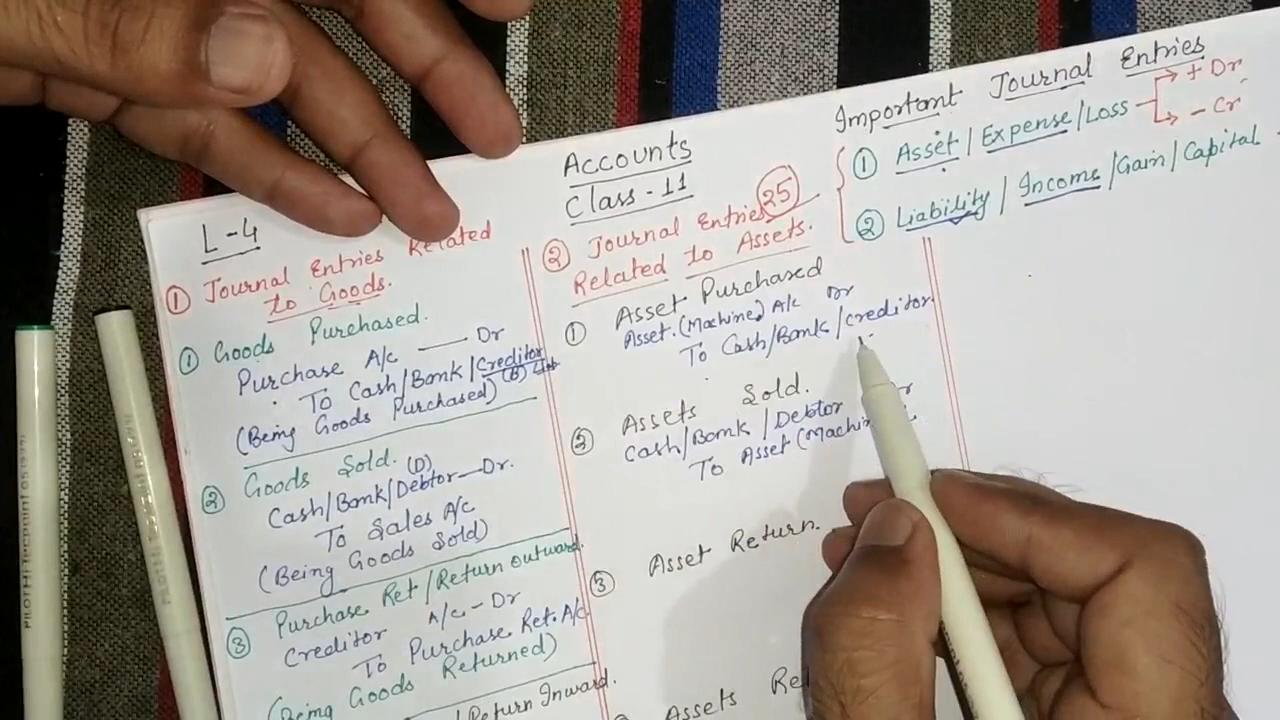 Accounts
Class - 11
Important Journal Entries
① Asset / Expense / Loss → + Dr
→ - Cr
② Liability / Income / Gain / Capital
L-4
① Journal Entries Related
to Goods.
① Goods Purchased.
Purchase A/c —— Dr
To Cash/Bank/Creditor
(Being Goods Purchased)
② Goods Sold.
(D)
Cash/Bank/Debtor — Dr.
To Sales A/c
(Being Goods Sold)
③ Purchase Ret/Return outward.
Creditor A/c - Dr
To Purchase Ret. A/c
(Being Goods Returned)
/Return Inward.
25
② Journal Entries
Related to Assets.
① Asset Purchased
Asset (Machine) A/c Dr
To Cash/Bank/creditor
② Assets Sold.
Cash/Bank/Debtor
To Asset
③ Asset Return.
Assets
PILOT Hi-Tecpoint 05